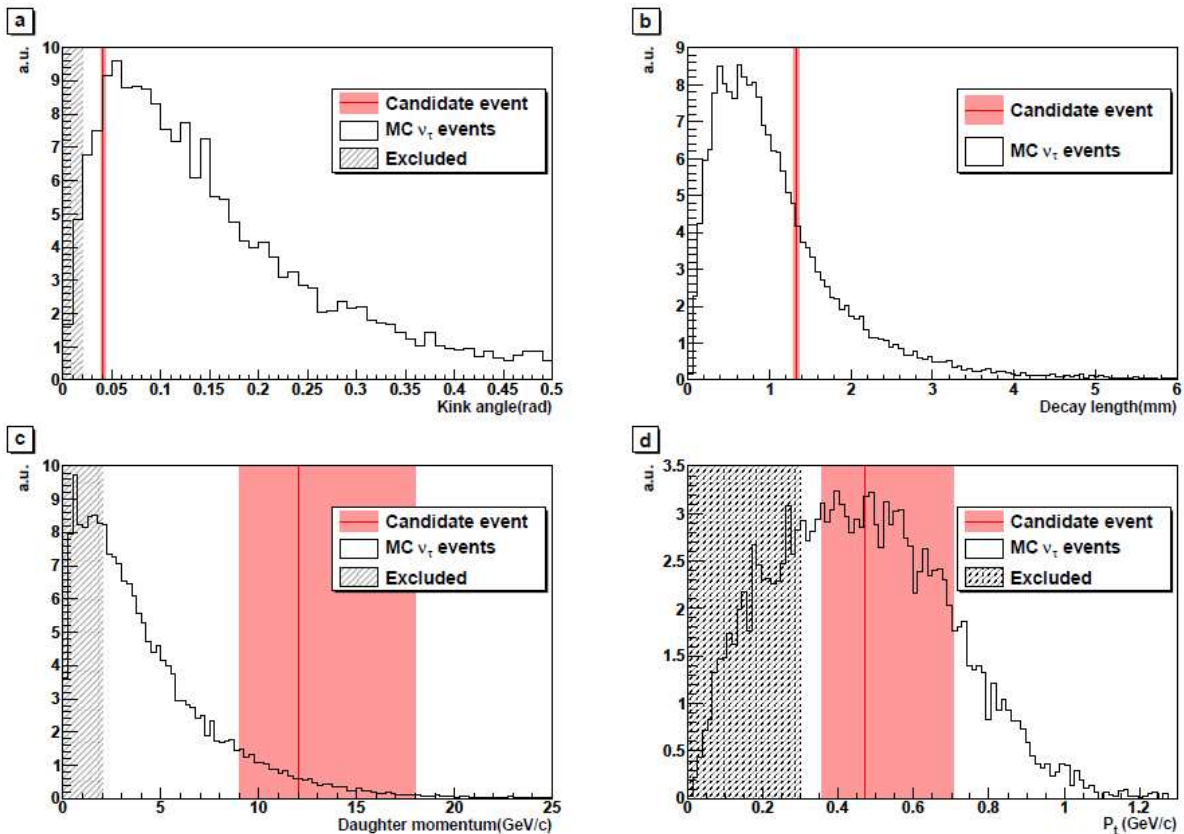 a
a.u.
10
9
8
7
6
5
4
3
2
1
0
Candidate event
MC ντ events
Excluded
0 0.05 0.1 0.15 0.2 0.25 0.3 0.35 0.4 0.45 0.5
Kink angle(rad)
b
a.u.
9
8
7
6
5
4
3
2
1
0
Candidate event
MC ντ events
0 1 2 3 4 5 6
Decay length(mm)
c
a.u.
10
9
8
7
6
5
4
3
2
1
0
Candidate event
MC ντ events
Excluded
0 5 10 15 20 25
Daughter momentum(GeV/c)
d
a.u.
3.5
3
2.5
2
1.5
1
0.5
0
Candidate event
MC ντ events
Excluded
0 0.2 0.4 0.6 0.8 1 1.2
Pt (GeV/c)